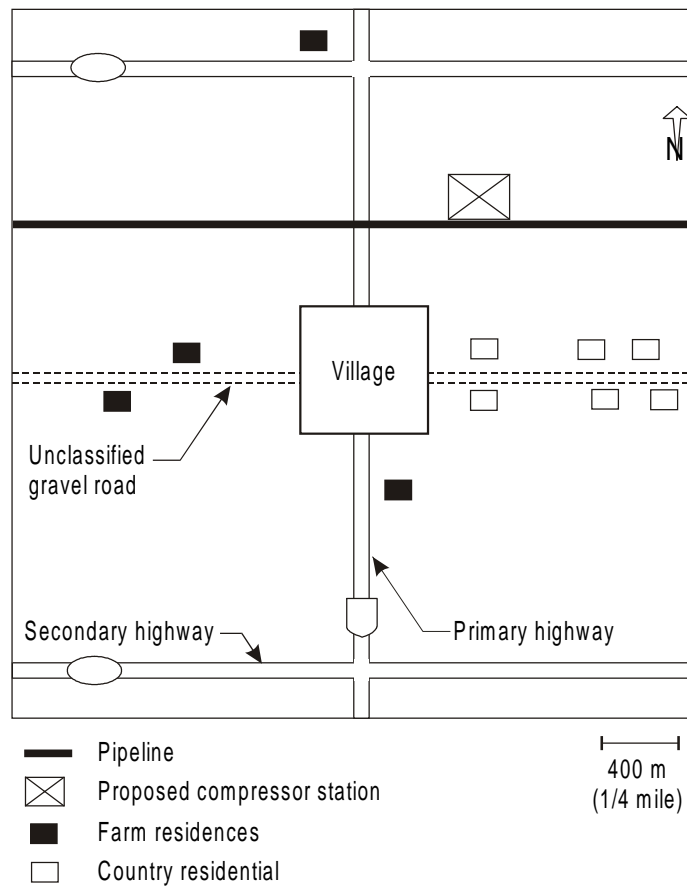 N
Village
Unclassified
gravel road
Secondary highway
Primary highway
Pipeline
Proposed compressor station
Farm residences
Country residential
400 m
(1/4 mile)